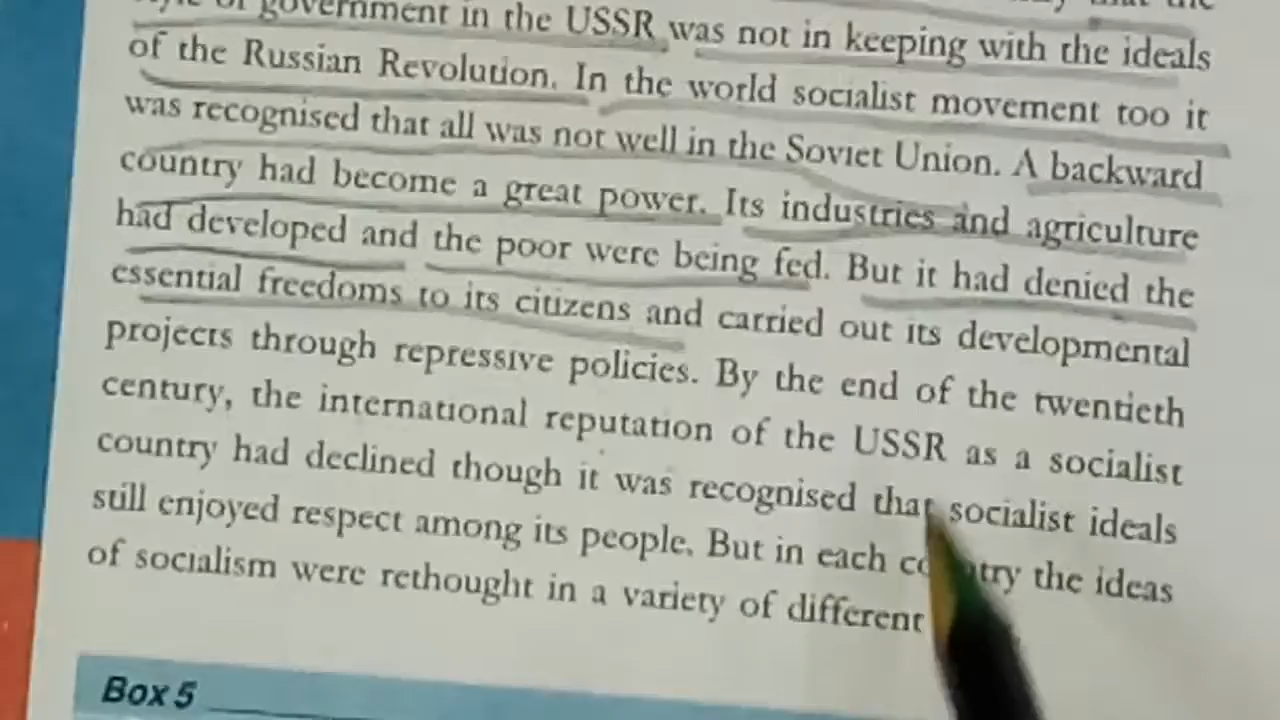 of government in the USSR was not in keeping with the ideals
of the Russian Revolution. In the world socialist movement too it
was recognised that all was not well in the Soviet Union. A backward
country had become a great power. Its industries and agriculture
had developed and the poor were being fed. But it had denied the
essential freedoms to its citizens and carried out its developmental
projects through repressive policies. By the end of the twentieth
century, the international reputation of the USSR as a socialist
country had declined though it was recognised that socialist ideals
still enjoyed respect among its people. But in each country the ideas
of socialism were rethought in a variety of different
Box 5